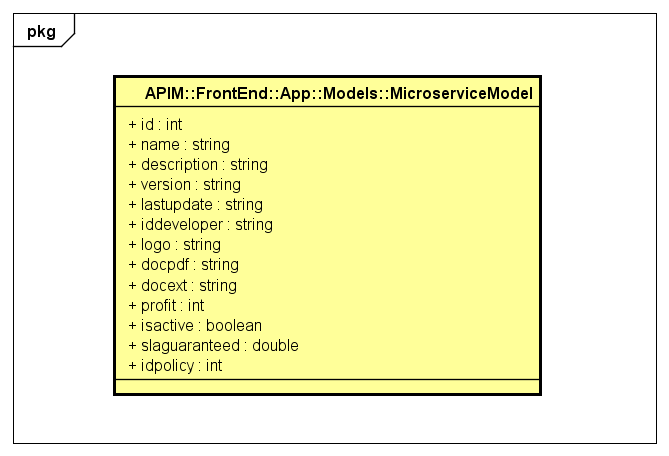 pkg
APIM::FrontEnd::App::Models::MicroserviceModel
+ id : int
+ name : string
+ description : string
+ version : string
+ lastupdate : string
+ iddeveloper : string
+ logo : string
+ docpdf : string
+ docext : string
+ profit : int
+ isactive : boolean
+ slaguaranteed : double
+ idpolicy : int